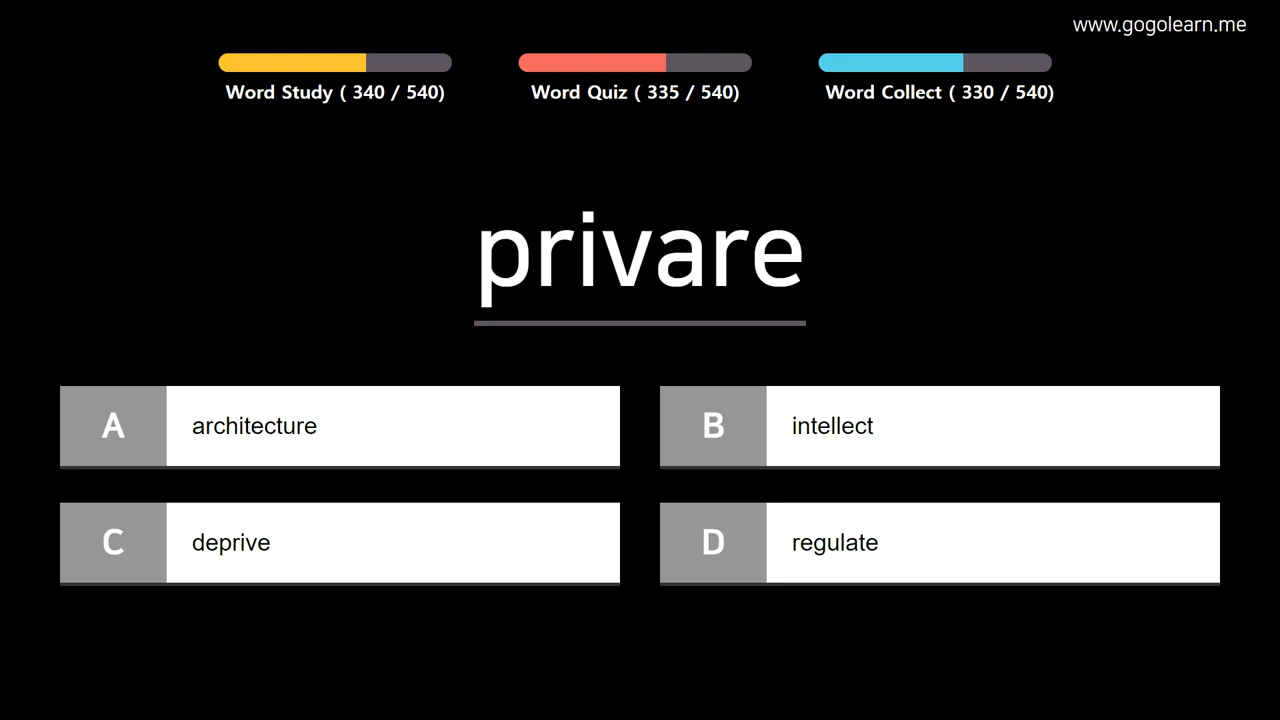 www.gogolearn.me
Word Study ( 340 / 540)
Word Quiz ( 335 / 540)
Word Collect ( 330 / 540)
privare
A architecture
B intellect
C deprive
D regulate